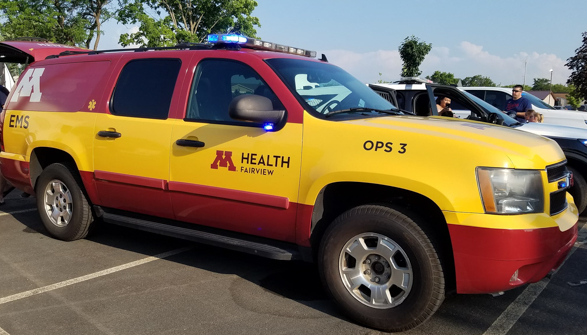 M
EMS
M HEALTH
FAIRVIEW
OPS 3